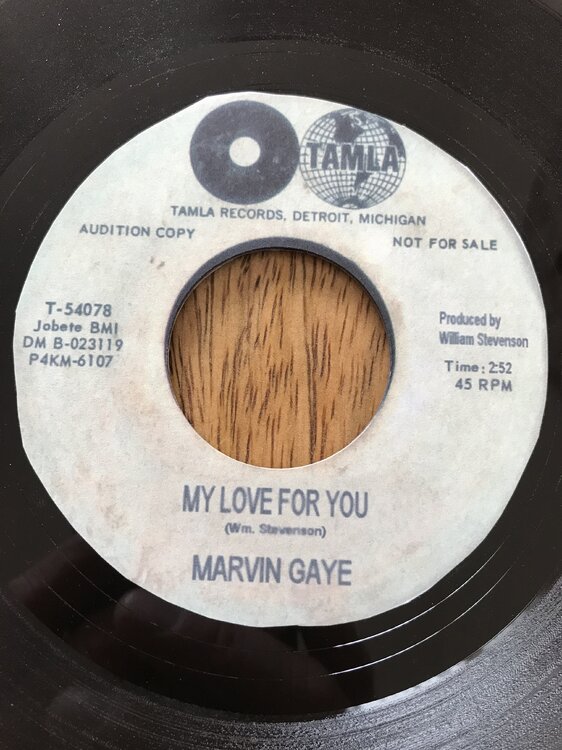 TAMLA
TAMLA RECORDS, DETROIT, MICHIGAN
AUDITION COPY
NOT FOR SALE
T-54078
Jobete BMI
DM B-023119
P4KM-6107
Produced by
William Stevenson
Time: 2:52
45 RPM
MY LOVE FOR YOU
(Wm. Stevenson)
MARVIN GAYE